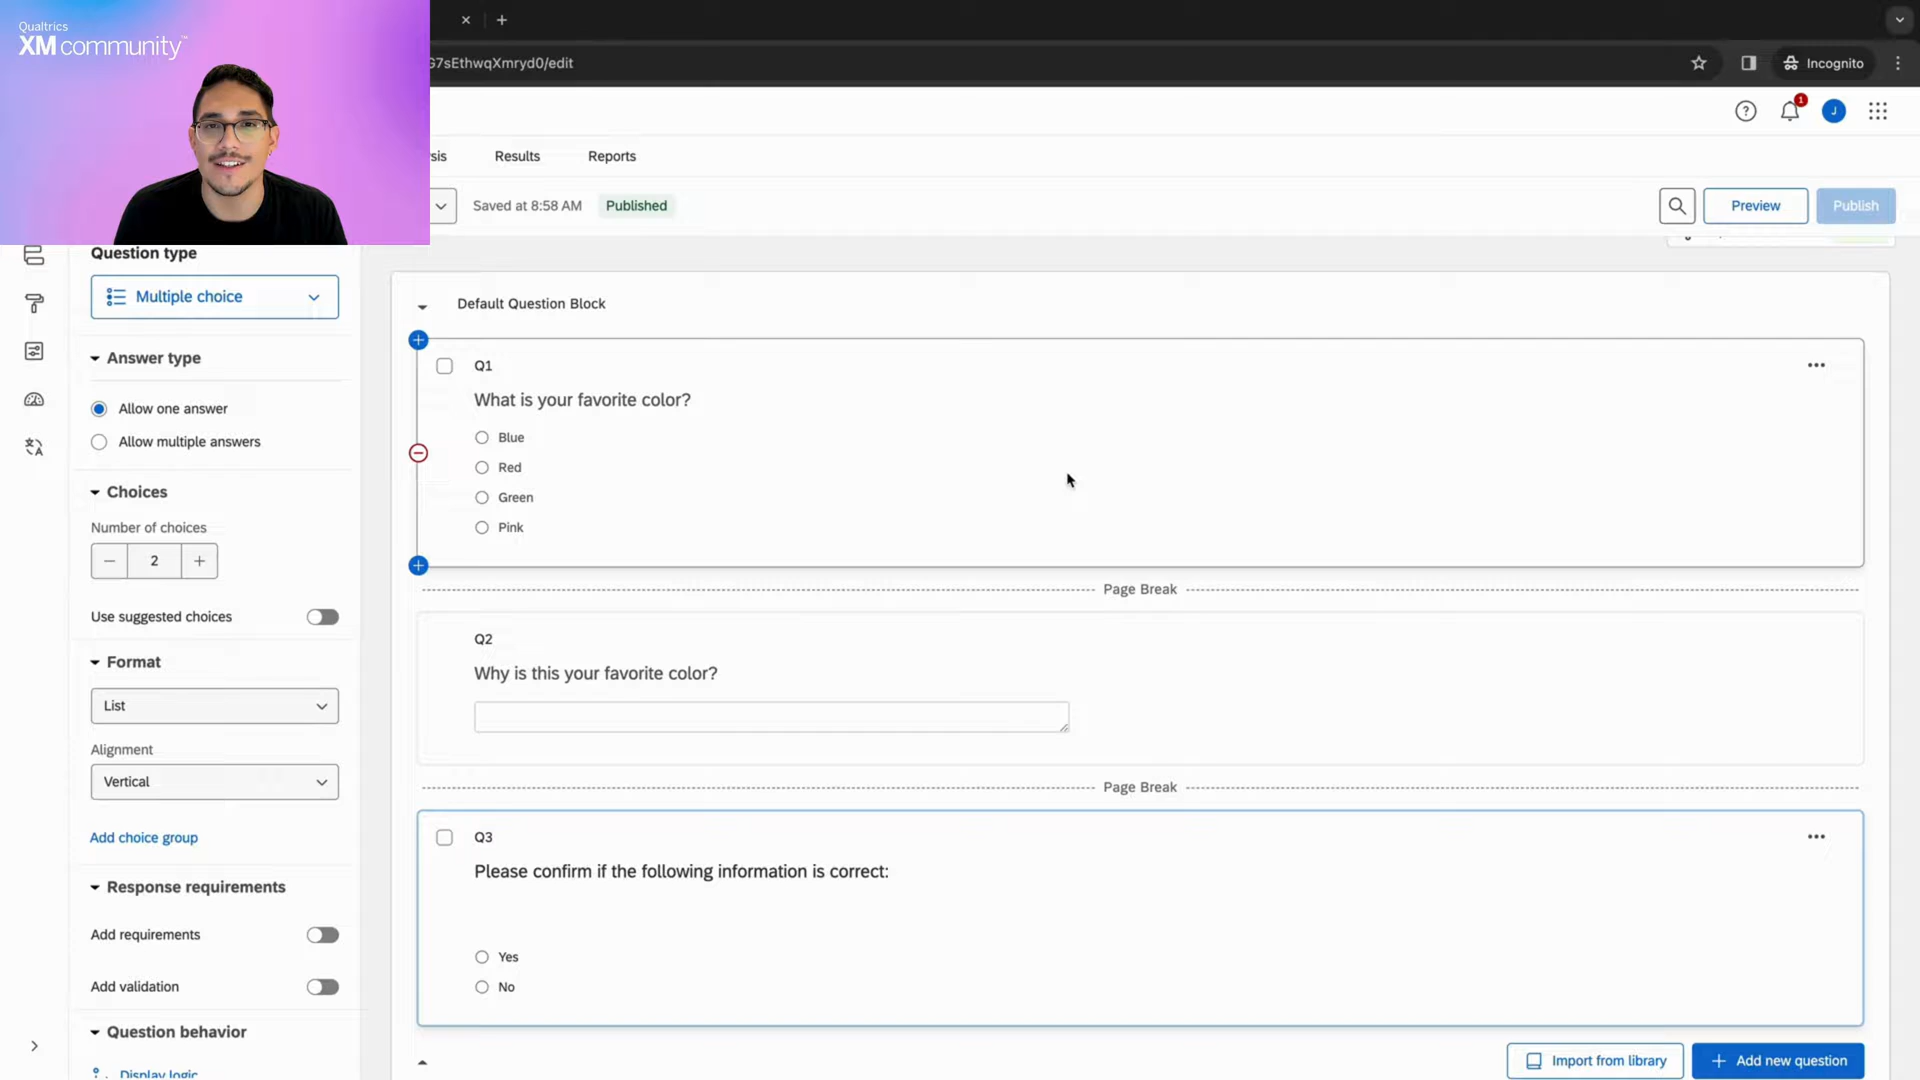 Qualtrics
XM community™
G7sEthwqXmryd0/edit
Incognito
1
J
sis
Results
Reports
Saved at 8:58 AM
Published
Preview
Publish
Question type
Multiple choice
Default Question Block
Answer type
Q1
What is your favorite color?
Allow one answer
Allow multiple answers
Blue
Red
Green
Pink
Choices
Number of choices
2
Page Break
Use suggested choices
Q2
Why is this your favorite color?
Format
List
Alignment
Vertical
Page Break
Add choice group
Q3
Please confirm if the following information is correct:
Response requirements
Add requirements
Yes
No
Add validation
Question behavior
Display logic
Import from library
Add new question